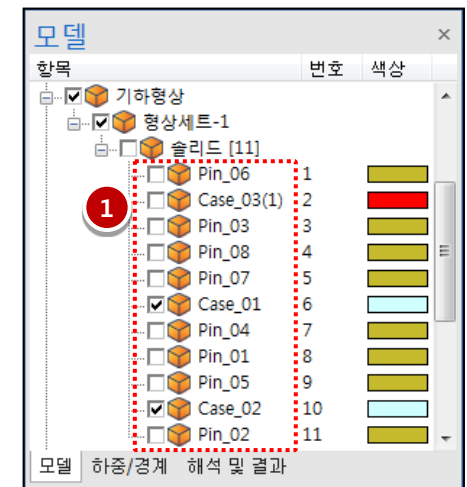 모델
항목 번호 색상
기하형상
형상세트-1
솔리드 [11]
Pin_06 1
1 Case_03(1) 2
Pin_03 3
Pin_08 4
Pin_07 5
Case_01 6
Pin_04 7
Pin_01 8
Pin_05 9
Case_02 10
Pin_02 11
모델 하중/경계 해석 및 결과